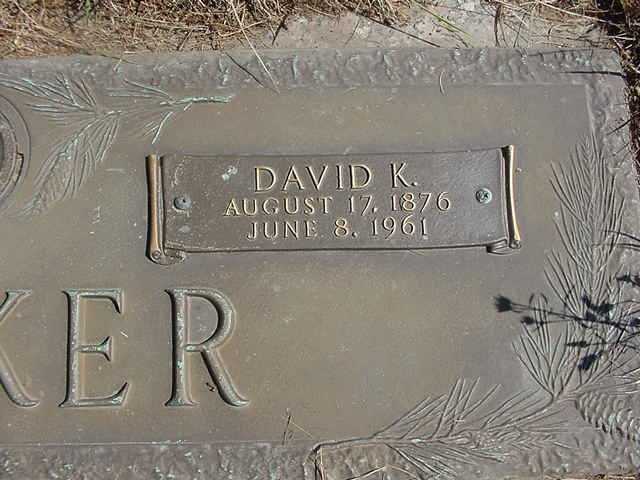 DAVID K.
AUGUST 17, 1876
JUNE 8, 1961
KER